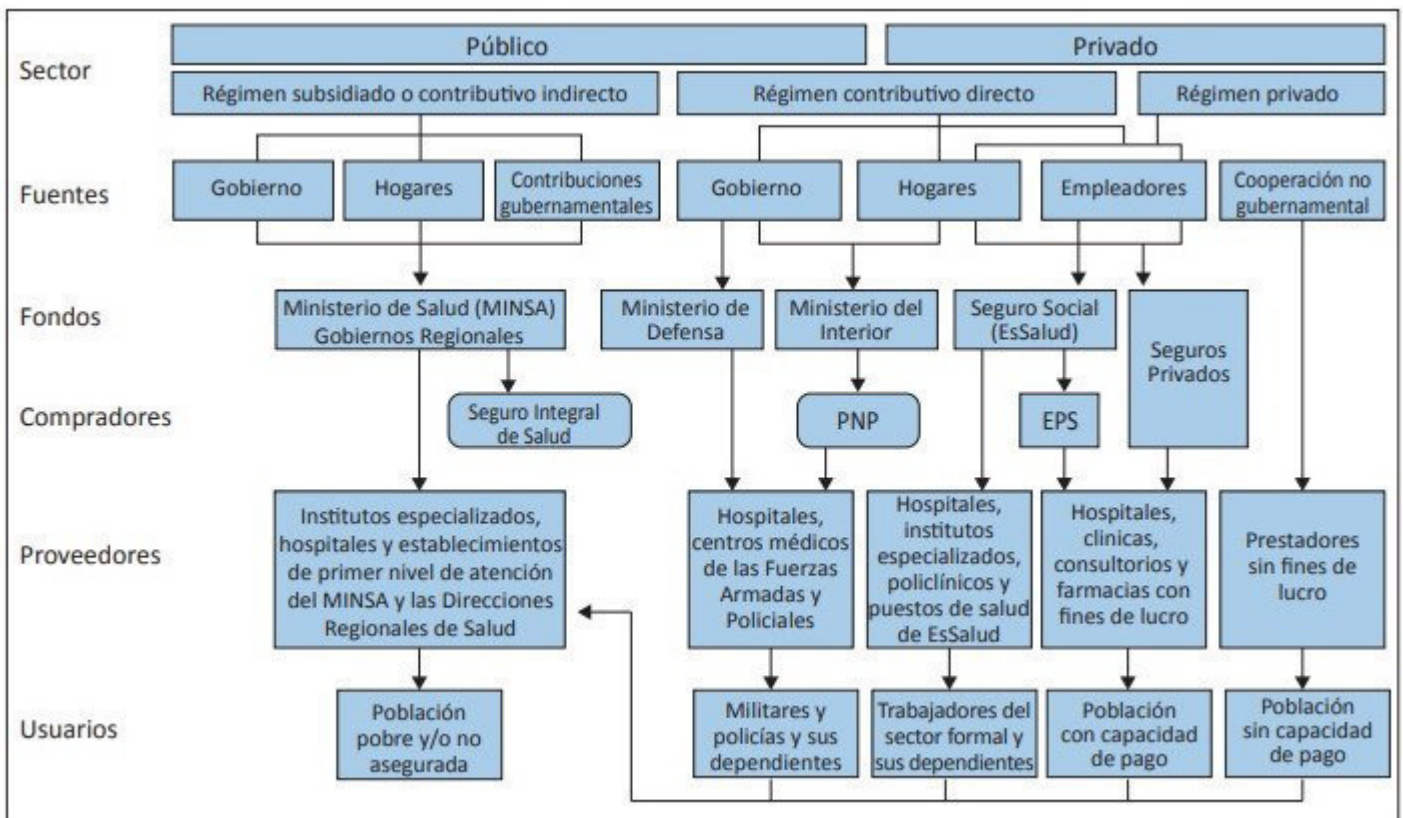 Sector
Público
Privado
Régimen subsidiado o contributivo indirecto
Régimen contributivo directo
Régimen privado
Fuentes
Gobierno
Hogares
Contribuciones
gubernamentales
Gobierno
Hogares
Empleadores
Cooperación no
gubernamental
Fondos
Ministerio de Salud (MINSA)
Gobiernos Regionales
Ministerio de
Defensa
Ministerio del
Interior
Seguro Social
(EsSalud)
Seguros
Privados
Compradores
Seguro Integral
de Salud
PNP
EPS
Proveedores
Institutos especializados,
hospitales y establecimientos
de primer nivel de atención
del MINSA y las Direcciones
Regionales de Salud
Hospitales,
centros médicos
de las Fuerzas
Armadas y
Policiales
Hospitales,
institutos
especializados,
policlínicos y
puestos de salud
de EsSalud
Hospitales,
clinicas,
consultorios y
farmacias con
fines de lucro
Prestadores
sin fines de
lucro
Usuarios
Población
pobre y/o no
asegurada
Militares y
policías y sus
dependientes
Trabajadores del
sector formal y
sus dependientes
Población
con capacidad
de pago
Población
sin capacidad
de pago